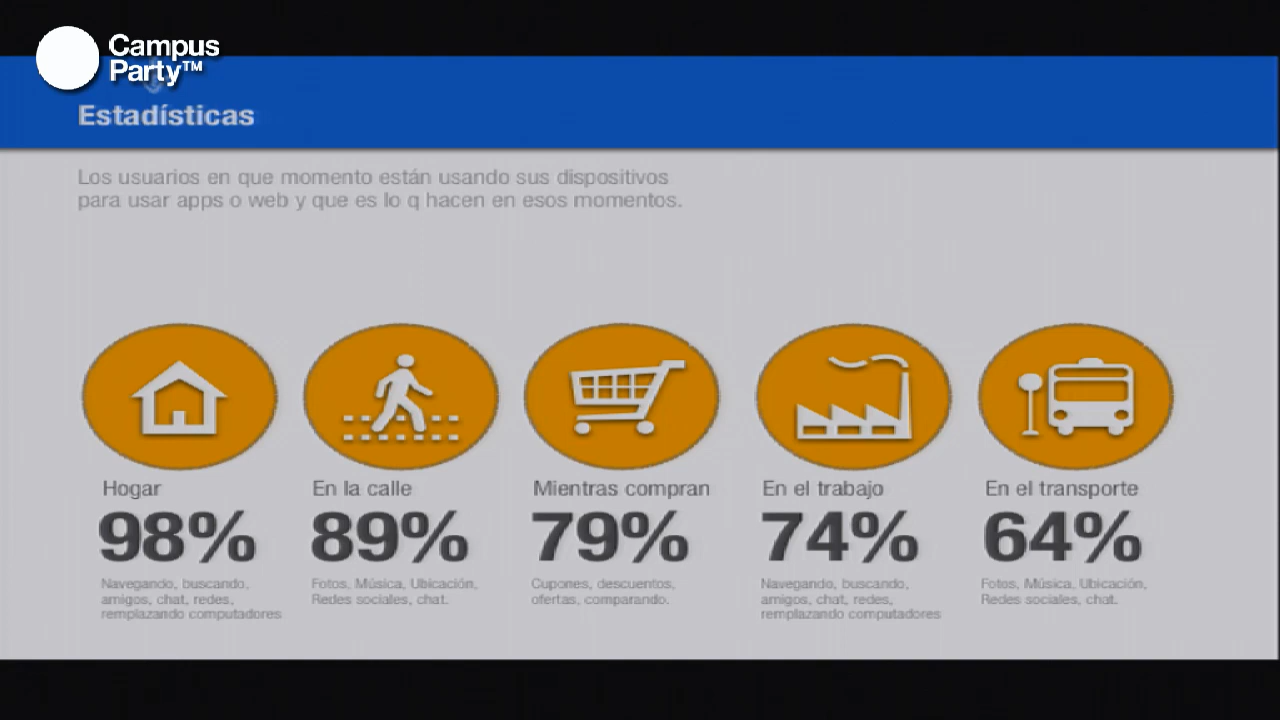 Campus
Party™
Estadísticas
Los usuarios en que momento están usando sus dispositivos
para usar apps o web y que es lo q hacen en esos momentos.
Hogar
98%
Navegando, buscando,
amigos, chat, redes,
remplazando computadores
En la calle
89%
Fotos, Música, Ubicación,
Redes sociales, chat.
Mientras compran
79%
Cupones, descuentos,
ofertas, comparando.
En el trabajo
74%
Navegando, buscando,
amigos, chat, redes,
remplazando computadores
En el transporte
64%
Fotos, Música, Ubicación,
Redes sociales, chat.